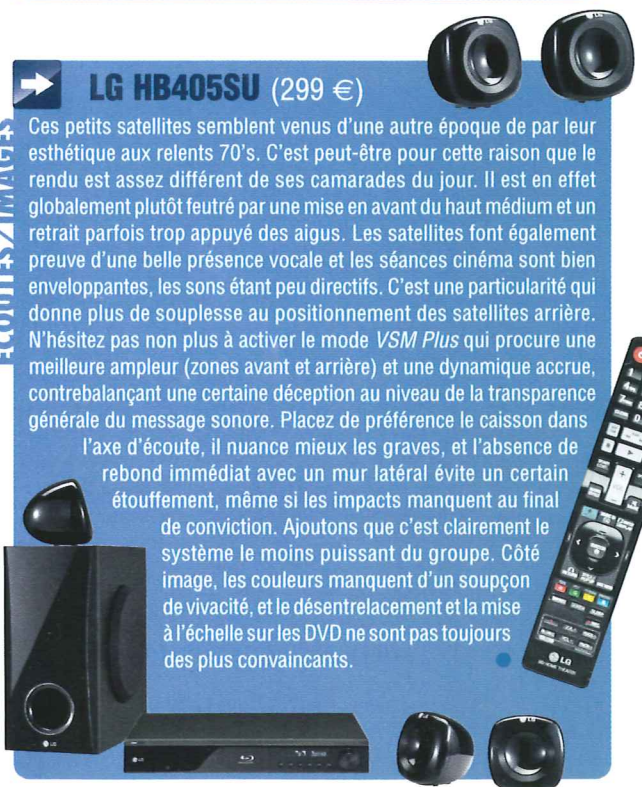 LG HB405SU (299 €)
Ces petits satellites semblent venus d'une autre époque de par leur
esthétique aux relents 70's. C'est peut-être pour cette raison que le
rendu est assez différent de ses camarades du jour. Il est en effet
globalement plutôt feutré par une mise en avant du haut médium et un
retrait parfois trop appuyé des aigus. Les satellites font également
preuve d'une belle présence vocale et les séances cinéma sont bien
enveloppantes, les sons étant peu directifs. C'est une particularité qui
donne plus de souplesse au positionnement des satellites arrière.
N'hésitez pas non plus à activer le mode VSM Plus qui procure une
meilleure ampleur (zones avant et arrière) et une dynamique accrue,
contrebalançant une certaine déception au niveau de la transparence
générale du message sonore. Placez de préférence le caisson dans
l'axe d'écoute, il nuance mieux les graves, et l'absence de
rebond immédiat avec un mur latéral évite un certain
étouffement, même si les impacts manquent au final
de conviction. Ajoutons que c'est clairement le
système le moins puissant du groupe. Côté
image, les couleurs manquent d'un soupçon
de vivacité, et le désentrelacement et la mise
à l'échelle sur les DVD ne sont pas toujours
des plus convaincants.
LG